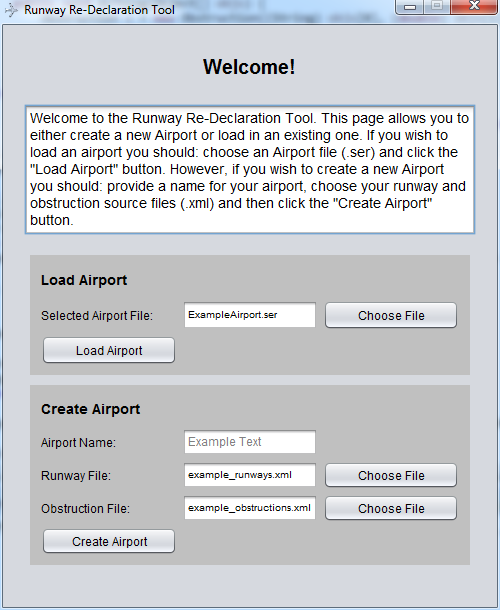 Runway Re-Declaration Tool
Welcome!
Welcome to the Runway Re-Declaration Tool. This page allows you to
either create a new Airport or load in an existing one. If you wish to
load an airport you should: choose an Airport file (.ser) and click the
"Load Airport" button. However, if you wish to create a new Airport
you should: provide a name for your airport, choose your runway and
obstruction source files (.xml) and then click the "Create Airport"
button.
Load Airport
Selected Airport File: ExampleAirport.ser Choose File
Load Airport
Create Airport
Airport Name: Example Text
Runway File: example_runways.xml Choose File
Obstruction File: example_obstructions.xml Choose File
Create Airport